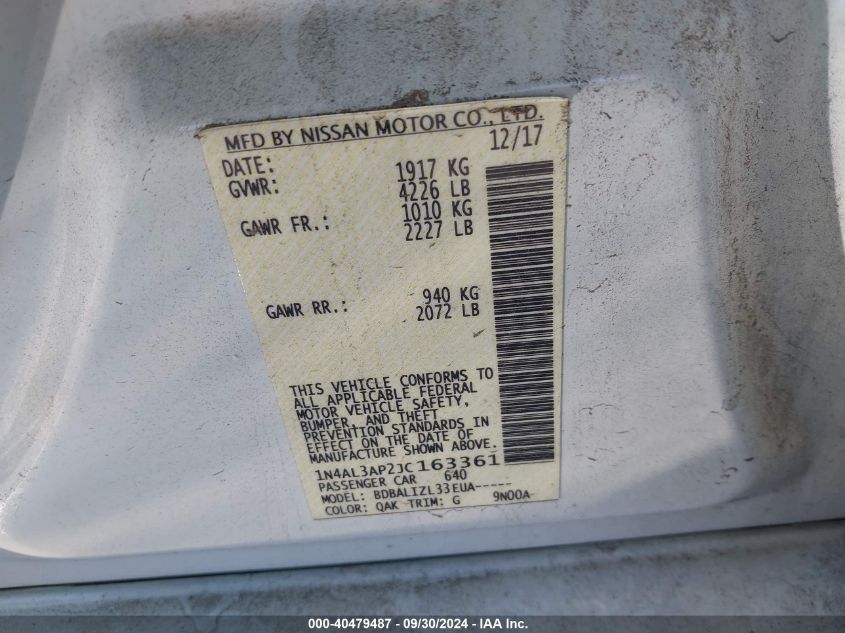 MFD BY NISSAN MOTOR CO., LTD.
DATE: 12/17
GVWR: 1917 KG
4226 LB
GAWR FR.: 1010 KG
2227 LB
GAWR RR.: 940 KG
2072 LB
THIS VEHICLE CONFORMS TO
ALL APPLICABLE FEDERAL
MOTOR VEHICLE SAFETY,
BUMPER, AND THEFT
PREVENTION STANDARDS IN
EFFECT ON THE DATE OF
MANUFACTURE SHOWN ABOVE.
1N4AL3AP2JC163361
PASSENGER CAR 640
MODEL: BDBALIZL33EUA-----
COLOR: QAK TRIM: G 9N00A
000-40479487 - 09/30/2024 - IAA Inc.